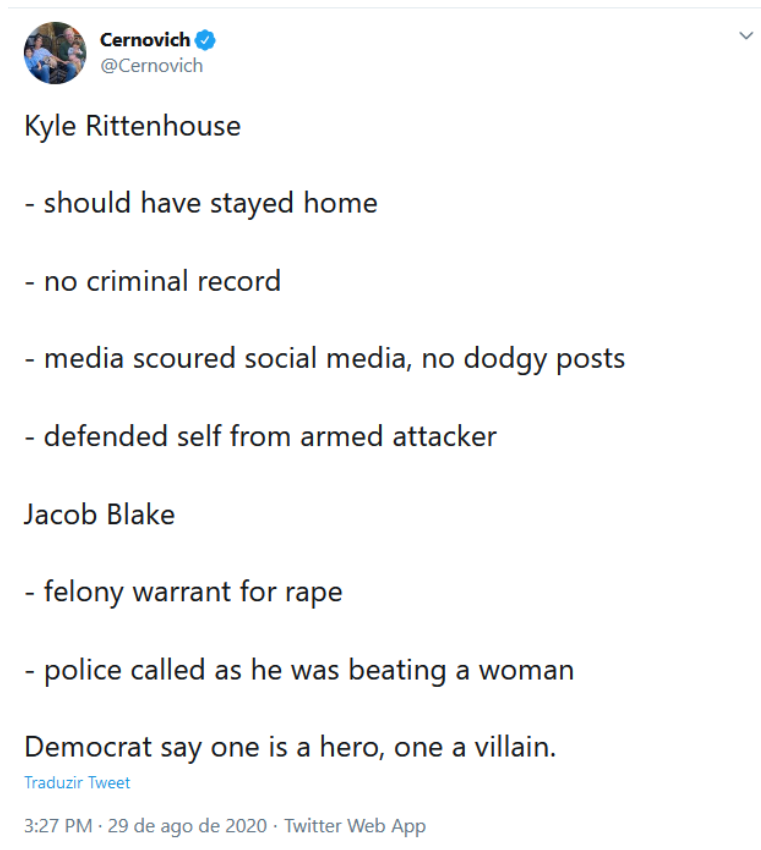 Cernovich
@Cernovich
Kyle Rittenhouse
- should have stayed home
- no criminal record
- media scoured social media, no dodgy posts
- defended self from armed attacker
Jacob Blake
- felony warrant for rape
- police called as he was beating a woman
Democrat say one is a hero, one a villain.
Traduzir Tweet
3:27 PM · 29 de ago de 2020 · Twitter Web App